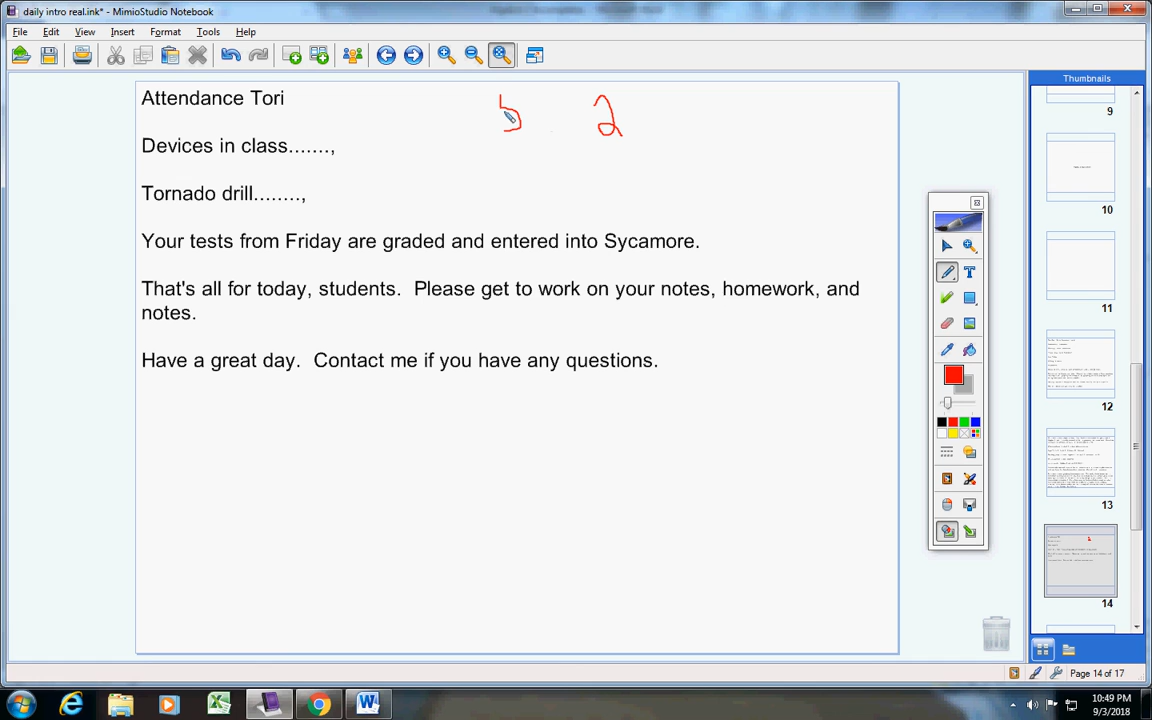 daily intro real.ink* - MimioStudio Notebook
File Edit View Insert Format Tools Help
Attendance Tori
5 2
Devices in class.......,
Tornado drill........,
Your tests from Friday are graded and entered into Sycamore.
That's all for today, students. Please get to work on your notes, homework, and
notes.
Have a great day. Contact me if you have any questions.
Thumbnails
9
10
11
12
13
14
Page 14 of 17
10:49 PM
9/3/2018